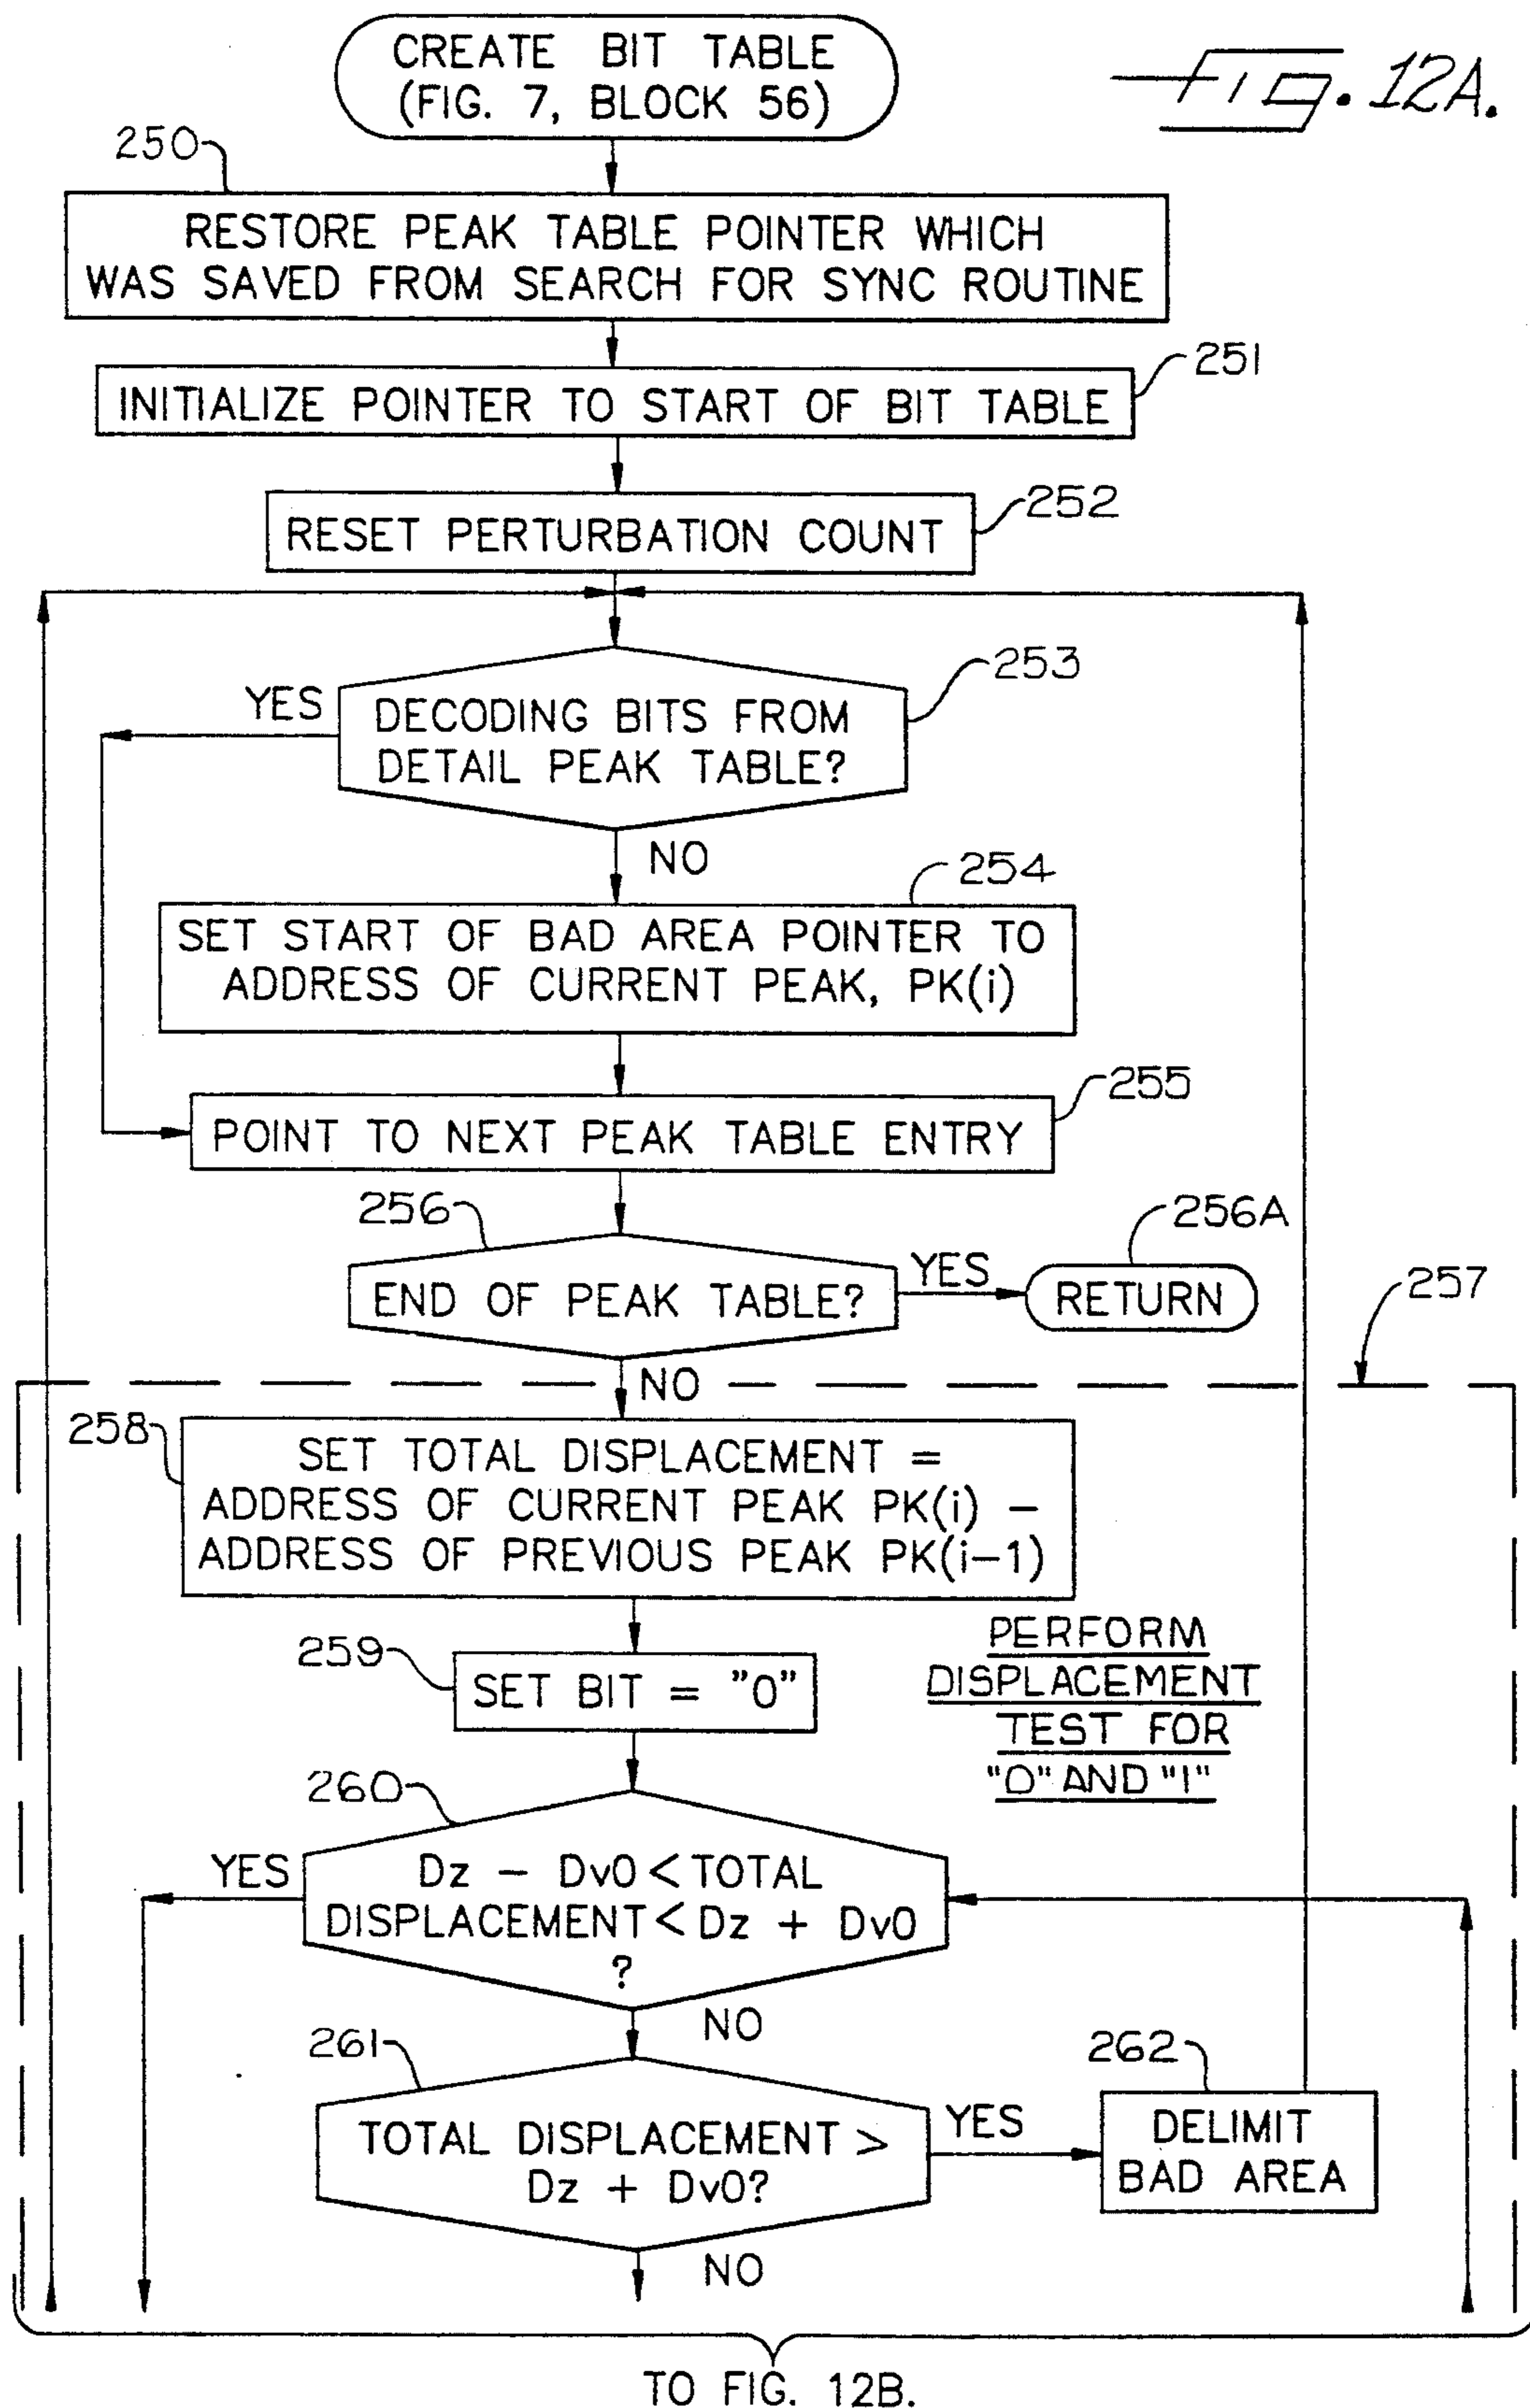 CREATE BIT TABLE
(FIG. 7, BLOCK 56)
Fig. 12A.
250
RESTORE PEAK TABLE POINTER WHICH
WAS SAVED FROM SEARCH FOR SYNC ROUTINE
251
INITIALIZE POINTER TO START OF BIT TABLE
252
RESET PERTURBATION COUNT
253
YES
DECODING BITS FROM
DETAIL PEAK TABLE?
NO
254
SET START OF BAD AREA POINTER TO
ADDRESS OF CURRENT PEAK, PK(i)
255
POINT TO NEXT PEAK TABLE ENTRY
256
END OF PEAK TABLE?
YES
256A
RETURN
257
NO
258
SET TOTAL DISPLACEMENT =
ADDRESS OF CURRENT PEAK PK(i) –
ADDRESS OF PREVIOUS PEAK PK(i–1)
259
SET BIT = "0"
PERFORM
DISPLACEMENT
TEST FOR
"0" AND "1"
260
YES
Dz – Dv0 < TOTAL
DISPLACEMENT < Dz + Dv0
?
NO
261
TOTAL DISPLACEMENT >
Dz + Dv0?
YES
262
DELIMIT
BAD AREA
NO
TO FIG. 12B.